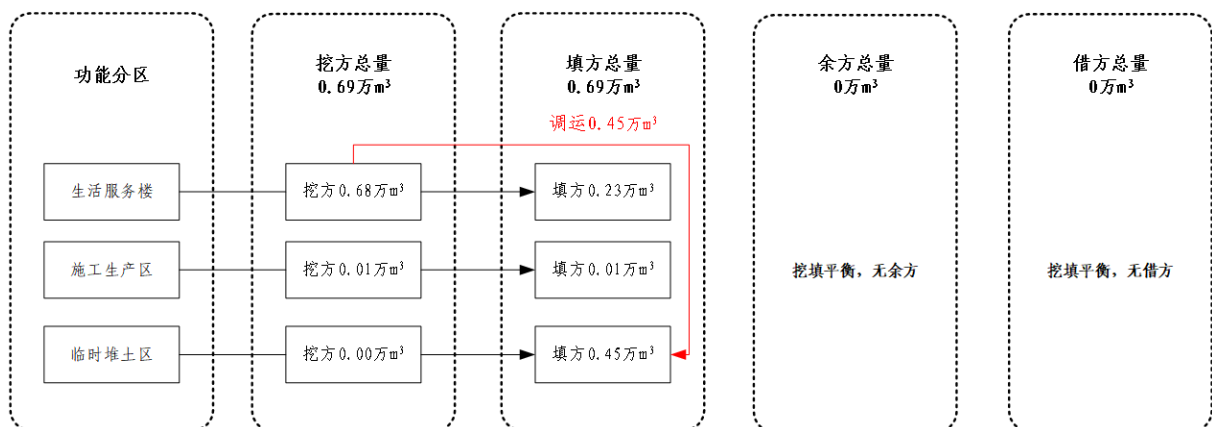 功能分区
挖方总量
0.69万m³
填方总量
0.69万m³
余方总量
0万m³
借方总量
0万m³
调运0.45万m³
生活服务楼
挖方0.68万m³
填方0.23万m³
施工生产区
挖方0.01万m³
填方0.01万m³
挖填平衡，无余方
挖填平衡，无借方
临时堆土区
挖方0.00万m³
填方0.45万m³